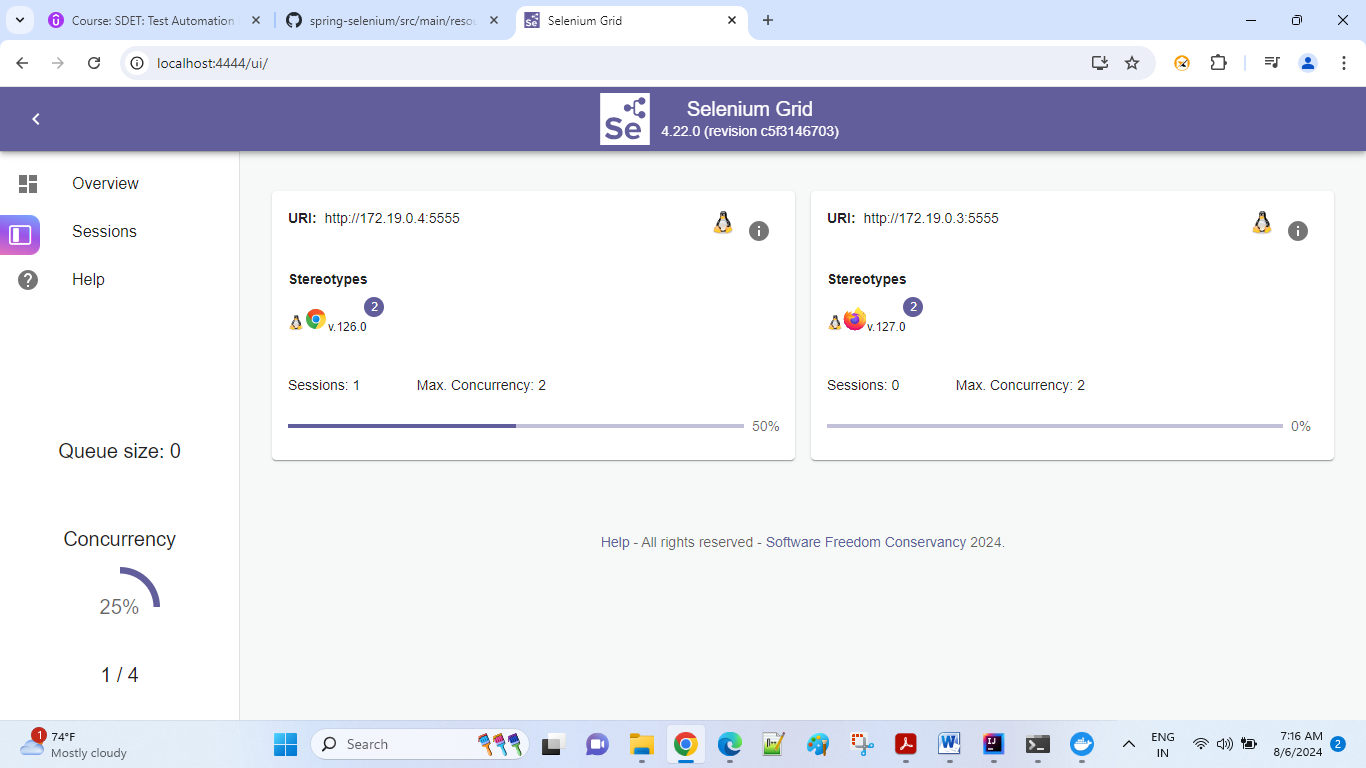 Course: SDET: Test Automation
spring-selenium/src/main/resou
Selenium Grid
localhost:4444/ui/
Se
Selenium Grid
4.22.0 (revision c5f3146703)
Overview
Sessions
Help
Queue size: 0
Concurrency
25%
1 / 4
URI: http://172.19.0.4:5555
Stereotypes
v.126.0
2
Sessions: 1
Max. Concurrency: 2
50%
URI: http://172.19.0.3:5555
Stereotypes
v.127.0
2
Sessions: 0
Max. Concurrency: 2
0%
Help - All rights reserved - Software Freedom Conservancy 2024.
1
74°F
Mostly cloudy
Search
ENG
IN
7:16 AM
8/6/2024
2